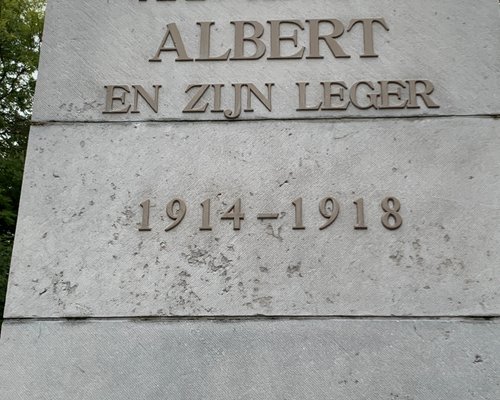 ALBERT
EN ZIJN LEGER
1914-1918